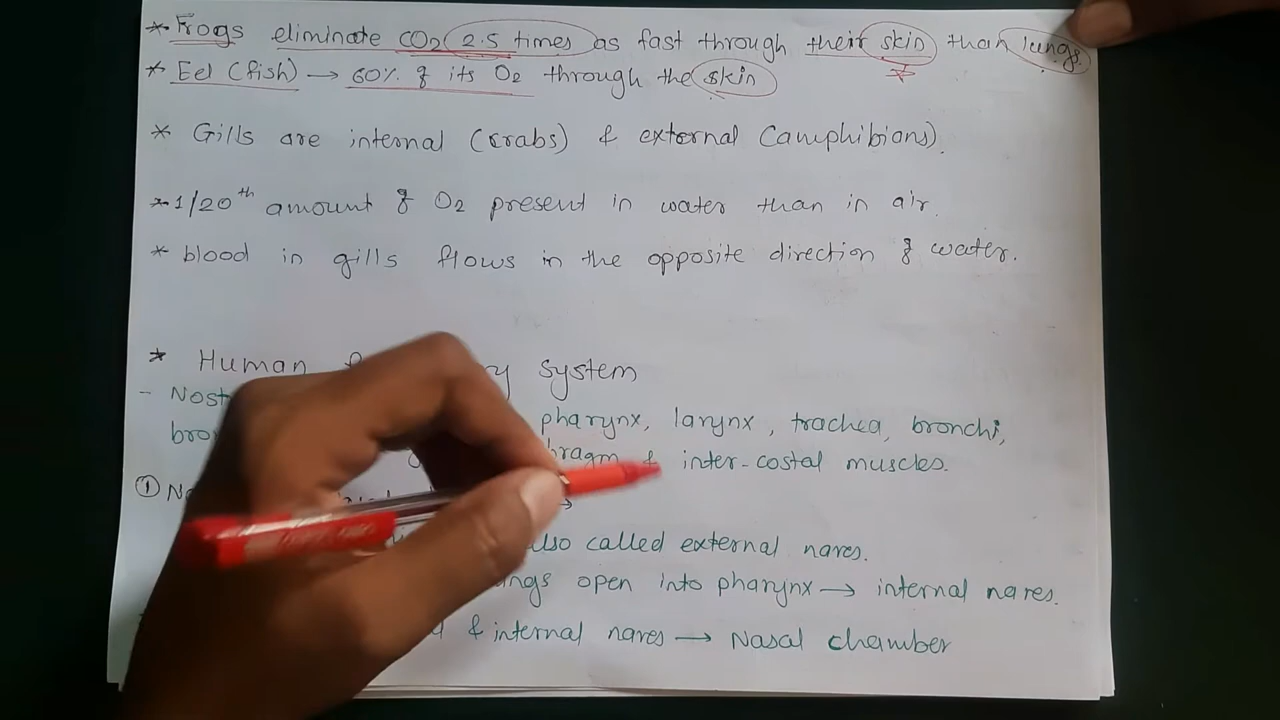 * Frogs eliminate CO2 2.5 times as fast through their skin than lungs
* Eel (fish) → 60% of its O2 through the skin
* Gills are internal (crabs) & external (amphibians).
* 1/20th amount of O2 present in water than in air.
* blood in gills flows in the opposite direction of water.
* Human system
- pharynx, larynx, trachea, bronchi,
& inter-costal muscles.
①
called external nares.
open into pharynx → internal nares.
& internal nares → Nasal chamber